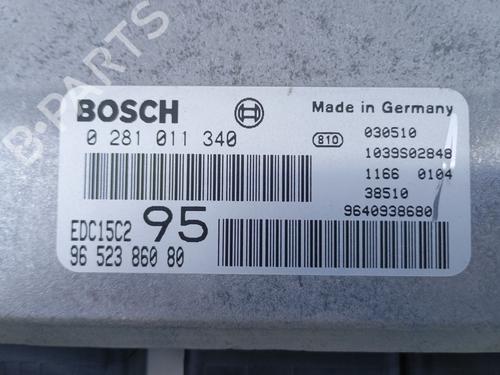 B-PARTS
BOSCH
Made in Germany
0 281 011 340
810
030510
1039S02848
1166 0104
38510
9640938680
EDC15C2
95
96 523 860 80